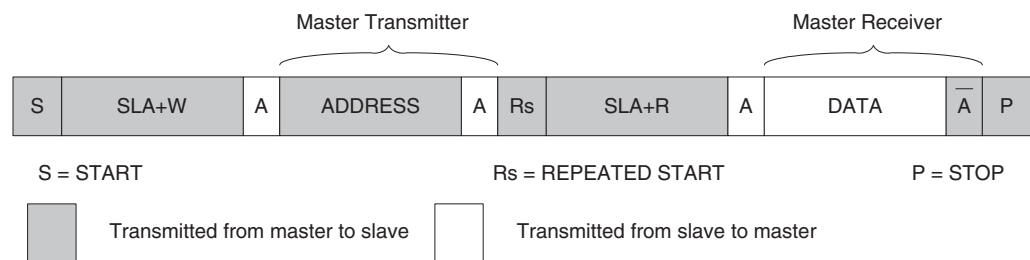 Master Transmitter Master Receiver
S SLA+W A ADDRESS A Rs SLA+R A DATA A̅ P
S = START Rs = REPEATED START P = STOP
Transmitted from master to slave Transmitted from slave to master